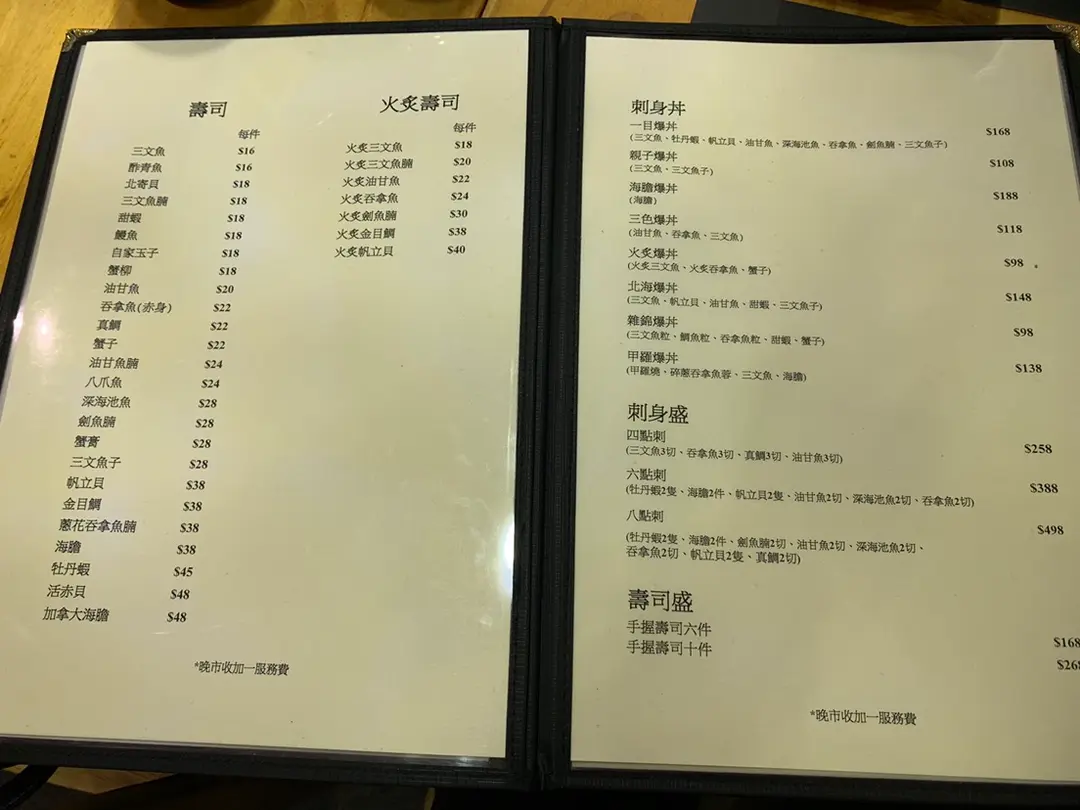 壽司
每件
三文魚 $16
酢青魚 $16
北寄貝 $18
三文魚腩 $18
甜蝦 $18
鰻魚 $18
自家玉子 $18
蟹柳 $18
油甘魚 $20
吞拿魚(赤身) $22
真鯛 $22
蟹子 $22
油甘魚腩 $24
八爪魚 $24
深海池魚 $28
劍魚腩 $28
蟹膏 $28
三文魚子 $28
帆立貝 $38
金目鯛 $38
蔥花吞拿魚腩 $38
海膽 $38
牡丹蝦 $45
活赤貝 $48
加拿大海膽 $48
火炙壽司
每件
火炙三文魚 $18
火炙三文魚腩 $20
火炙油甘魚 $22
火炙吞拿魚 $24
火炙劍魚腩 $30
火炙金目鯛 $38
火炙帆立貝 $40
*晚市收加一服務費
刺身丼
一目爆丼 $168
(三文魚、牡丹蝦、帆立貝、油甘魚、深海池魚、吞拿魚、劍魚腩、三文魚子)
親子爆丼 $108
(三文魚、三文魚子)
海膽爆丼 $188
(海膽)
三色爆丼 $118
(油甘魚、吞拿魚、三文魚)
火炙爆丼 $98
(火炙三文魚、火炙吞拿魚、蟹子)
北海爆丼 $148
(三文魚、帆立貝、油甘魚、甜蝦、三文魚子)
雜錦爆丼 $98
(三文魚粒、鯛魚粒、吞拿魚粒、甜蝦、蟹子)
甲羅爆丼 $138
(甲羅燒、碎蔥吞拿魚蓉、三文魚、海膽)
刺身盛
四點刺 $258
(三文魚3切、吞拿魚3切、真鯛3切、油甘魚3切)
六點刺 $388
(牡丹蝦2隻、海膽2件、帆立貝2隻、油甘魚2切、深海池魚2切、吞拿魚2切)
八點刺 $498
(牡丹蝦2隻、海膽2件、劍魚腩2切、油甘魚2切、深海池魚2切、
吞拿魚2切、帆立貝2隻、真鯛2切)
壽司盛
手握壽司六件 $168
手握壽司十件 $268
*晚市收加一服務費